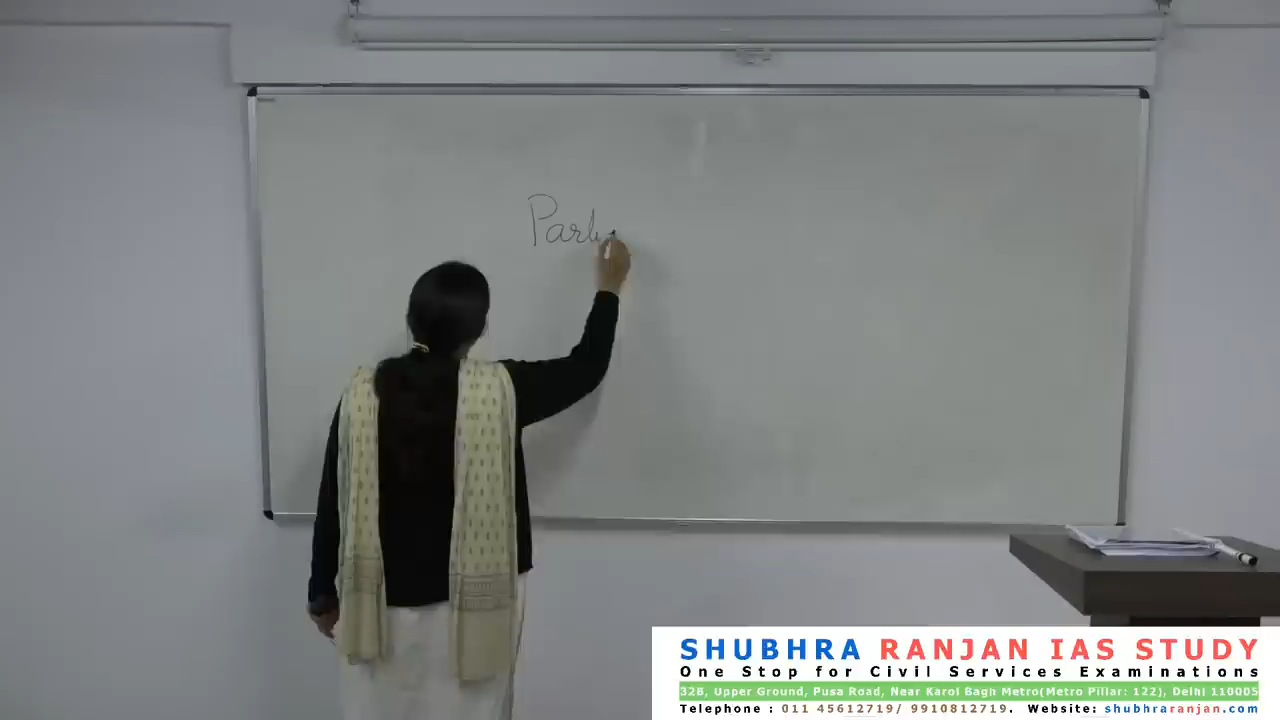 Parl
SHUBHRA RANJAN IAS STUDY
One Stop for Civil Services Examinations
32B, Upper Ground, Pusa Road, Near Karol Bagh Metro(Metro Pillar: 122), Delhi 110005
Telephone : 011 45612719/ 9910812719. Website: shubhraranjan.com